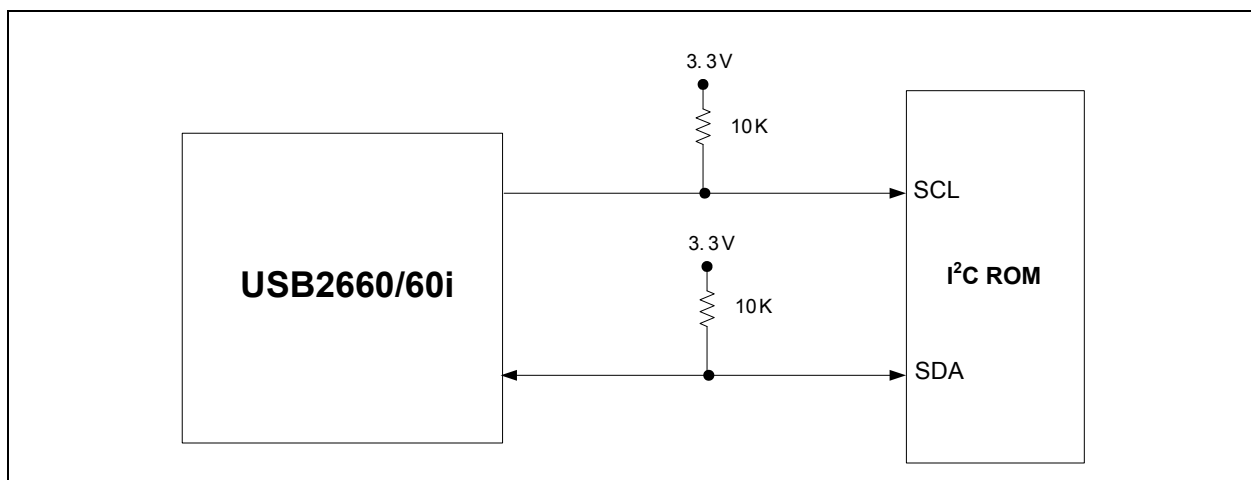 3.3V
10K
SCL
3.3V
USB2660/60i
I²C ROM
10K
SDA